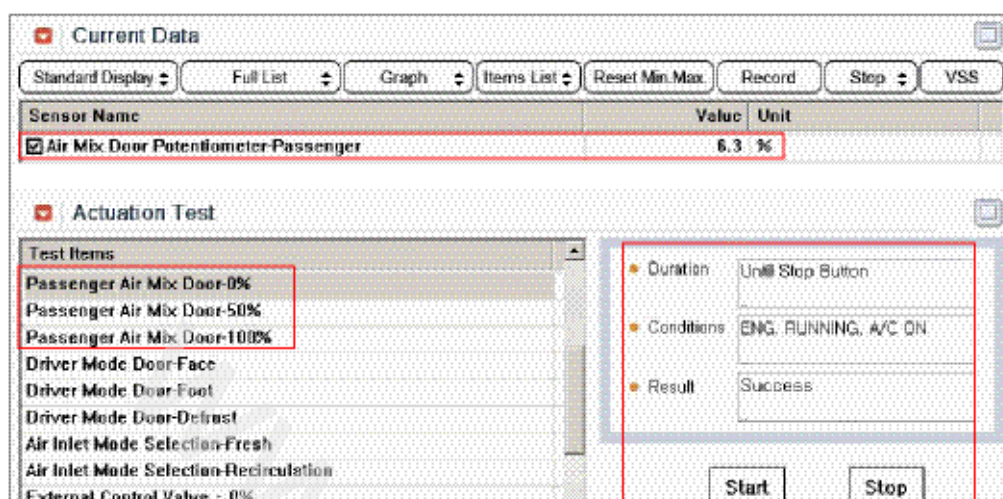 Current Data
Standard Display Full List Graph Items List Reset Min.Max. Record Stop VSS
Sensor Name Value Unit
Air Mix Door Potentiometer-Passenger 6.3 %
Actuation Test
Test Items
Passenger Air Mix Door-0%
Passenger Air Mix Door-50%
Passenger Air Mix Door-100%
Driver Mode Door-Face
Driver Mode Door-Foot
Driver Mode Door-Defrost
Air Inlet Mode Selection-Fresh
Air Inlet Mode Selection-Recirculation
External Control Valve - 0%
Duration Until Stop Button
Conditions ENG. RUNNING, A/C ON
Result Success
Start Stop